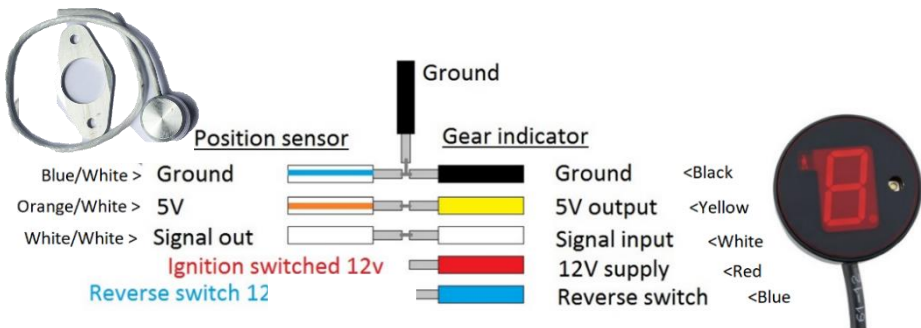 Ground
Position sensor Gear indicator
Blue/White > Ground Ground <Black
Orange/White > 5V 5V output <Yellow
White/White > Signal out Signal input <White
Ignition switched 12v 12V supply <Red
Reverse switch 12 Reverse switch <Blue